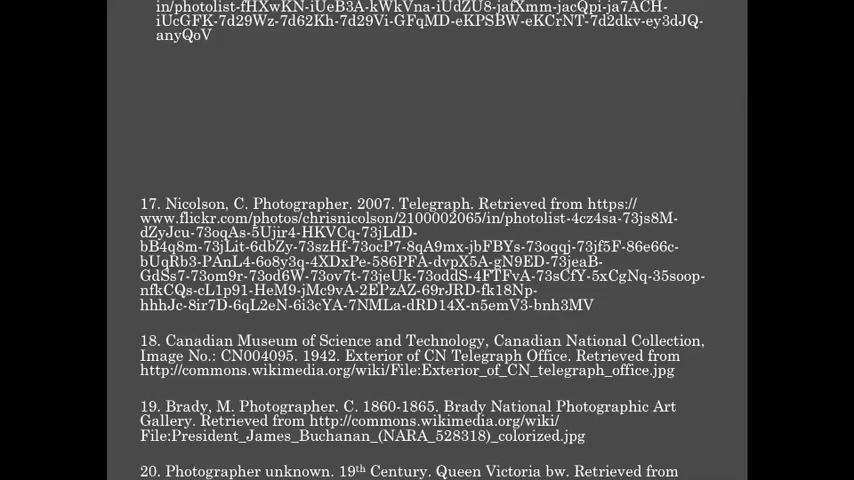 in/photolist-fHXwKN-iUeB3A-kWkVna-iUdZU8-jafXmm-jacQpi-ja7ACH-
iUcGFK-7d29Wz-7d62Kh-7d29Vi-GFqMD-eKPSBW-eKCrNT-7d2dkv-ey3dJQ-
anyQoV
17. Nicolson, C. Photographer. 2007. Telegraph. Retrieved from https://
www.flickr.com/photos/chrisnicolson/2100002065/in/photolist-4cz4sa-73js8M-
dZyJcu-73oqAs-5Ujir4-HKVCq-73jLdD-
bB4q8m-73jLit-6dbZy-73szHf-73ocP7-8qA9mx-jbFBYs-73oqqj-73jf5F-86e66c-
bUqRb3-PAnL4-6o8y3q-4XDxPe-586PFA-dvpX5A-gN9ED-73jeaB-
GdSs7-73om9r-73od6W-73ov7t-73jeUk-73oddS-4FTFvA-73sCfY-5xCgNq-35soop-
nfkCQs-cL1p91-HeM9-jMc9vA-2EPzAZ-69rJRD-fk18Np-
hhhJc-8ir7D-6qL2eN-6i3cYA-7NMLa-dRD14X-n5emV3-bnh3MV
18. Canadian Museum of Science and Technology, Canadian National Collection,
Image No.: CN004095. 1942. Exterior of CN Telegraph Office. Retrieved from
http://commons.wikimedia.org/wiki/File:Exterior_of_CN_telegraph_office.jpg
19. Brady, M. Photographer. C. 1860-1865. Brady National Photographic Art
Gallery. Retrieved from http://commons.wikimedia.org/wiki/
File:President_James_Buchanan_(NARA_528318)_colorized.jpg
20. Photographer unknown. 19th Century. Queen Victoria bw. Retrieved from